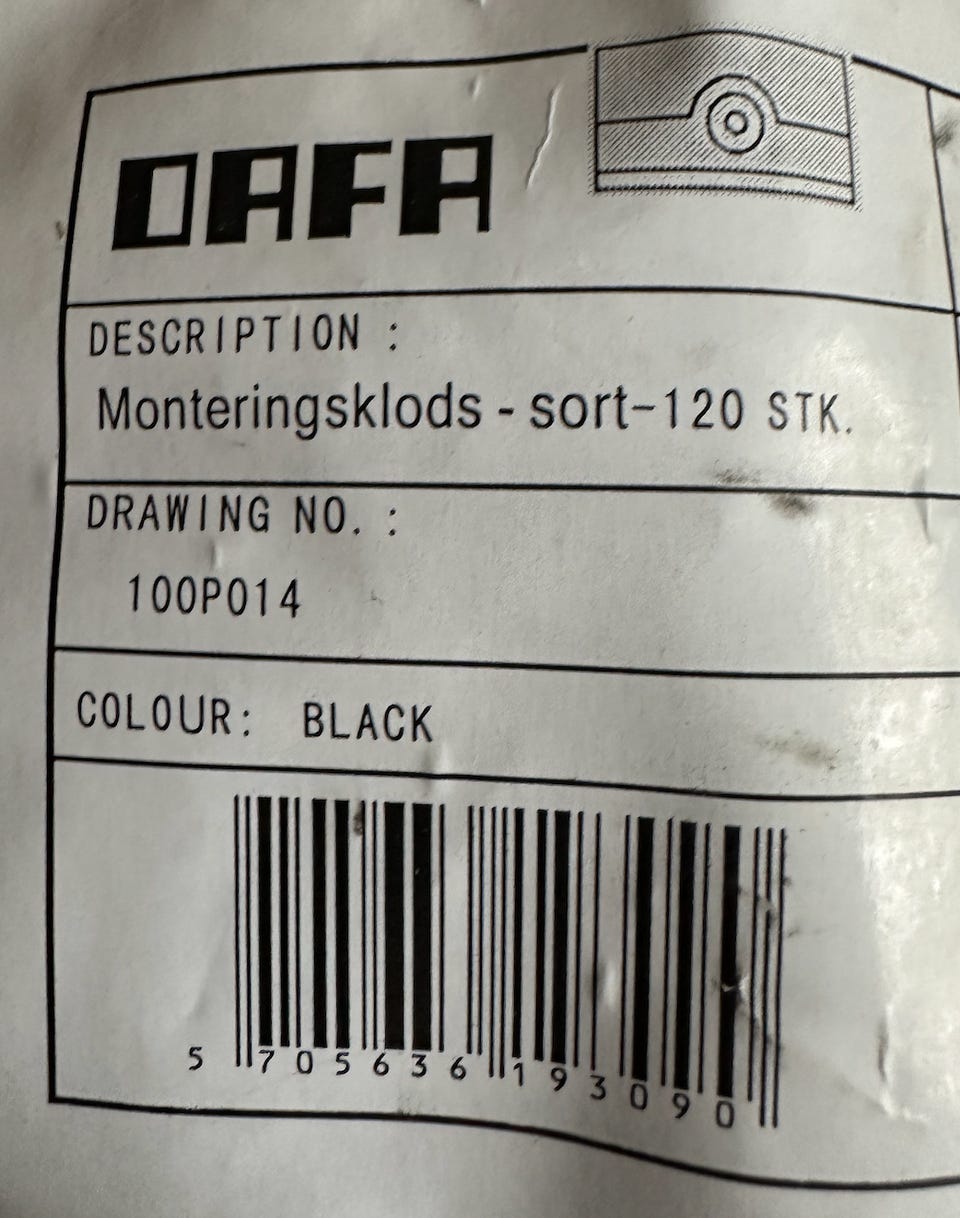 DAFA
DESCRIPTION :
Monteringsklods - sort-120 STK.
DRAWING NO. :
100P014
COLOUR: BLACK
5 705636 193090